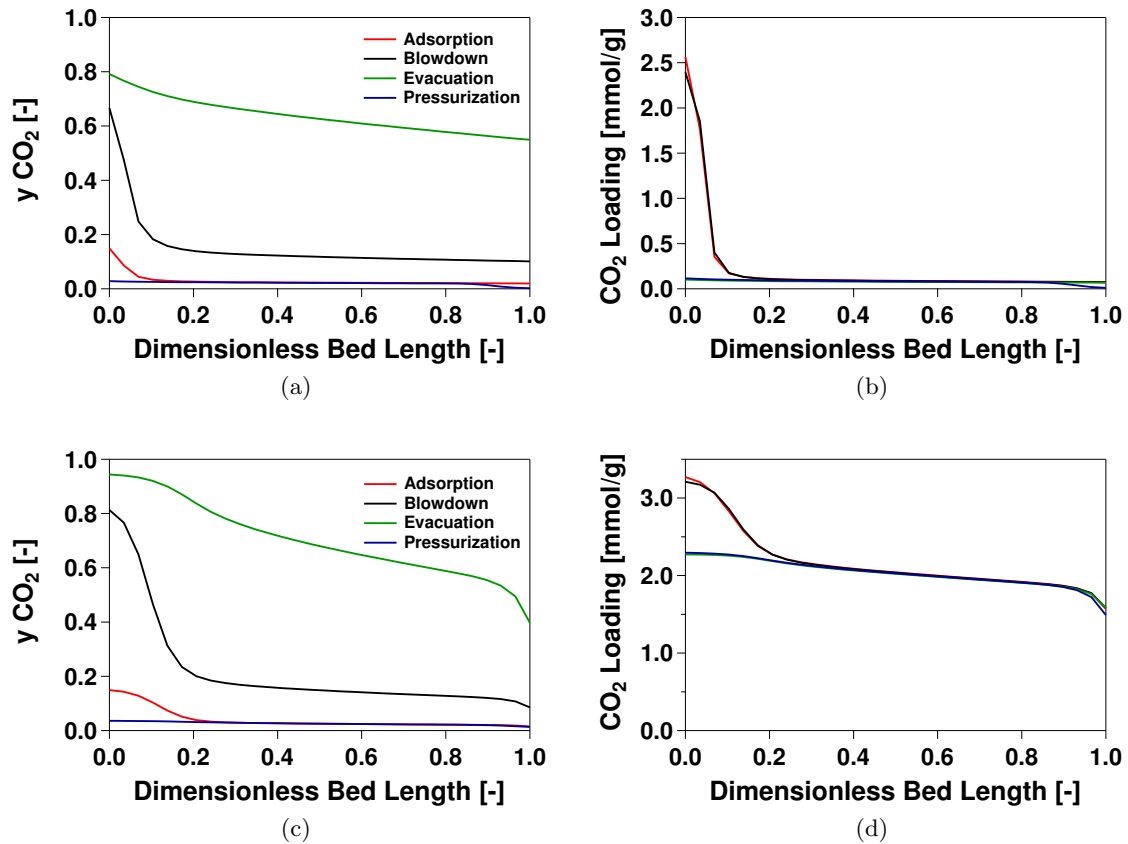 1.0
0.8
0.6
0.4
0.2
0.0
y CO₂ [-]
Adsorption
Blowdown
Evacuation
Pressurization
0.0 0.2 0.4 0.6 0.8 1.0
Dimensionless Bed Length [-]
(a)
3.0
2.5
2.0
1.5
1.0
0.5
0.0
CO₂ Loading [mmol/g]
0.0 0.2 0.4 0.6 0.8 1.0
Dimensionless Bed Length [-]
(b)
1.0
0.8
0.6
0.4
0.2
0.0
y CO₂ [-]
Adsorption
Blowdown
Evacuation
Pressurization
0.0 0.2 0.4 0.6 0.8 1.0
Dimensionless Bed Length [-]
(c)
3.0
2.0
1.0
0.0
CO₂ Loading [mmol/g]
0.0 0.2 0.4 0.6 0.8 1.0
Dimensionless Bed Length [-]
(d)